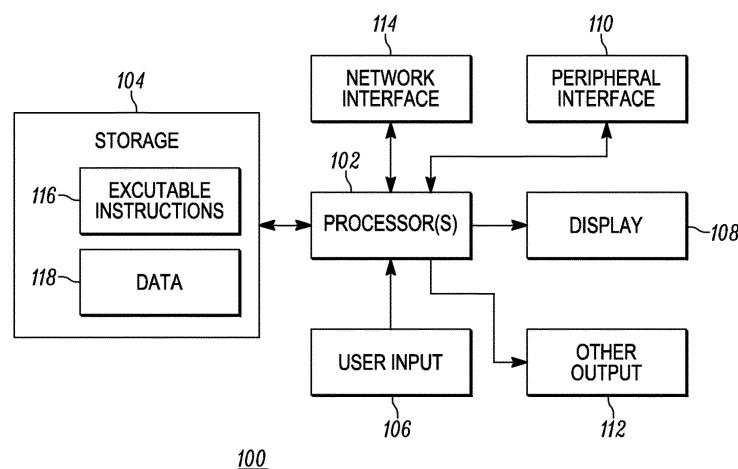 114
NETWORK
INTERFACE
110
PERIPHERAL
INTERFACE
104
STORAGE
116
EXCUTABLE
INSTRUCTIONS
118
DATA
102
PROCESSOR(S)
DISPLAY
108
USER INPUT
106
OTHER
OUTPUT
112
100